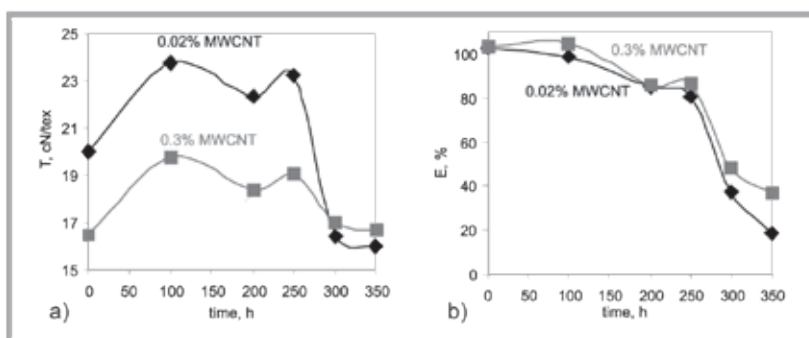 25
23
21
19
17
15
T, cN/tex
0.02% MWCNT
0.3% MWCNT
0 50 100 150 200 250 300 350
time, h
a)
100
80
60
40
20
0
E, %
0.3% MWCNT
0.02% MWCNT
0 50 100 150 200 250 300 350
time, h
b)